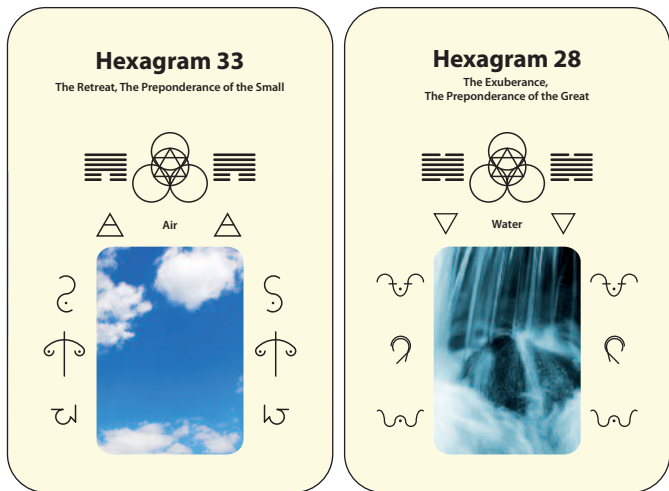 Hexagram 33
The Retreat, The Preponderance of the Small
Air
Hexagram 28
The Exuberance,
The Preponderance of the Great
Water